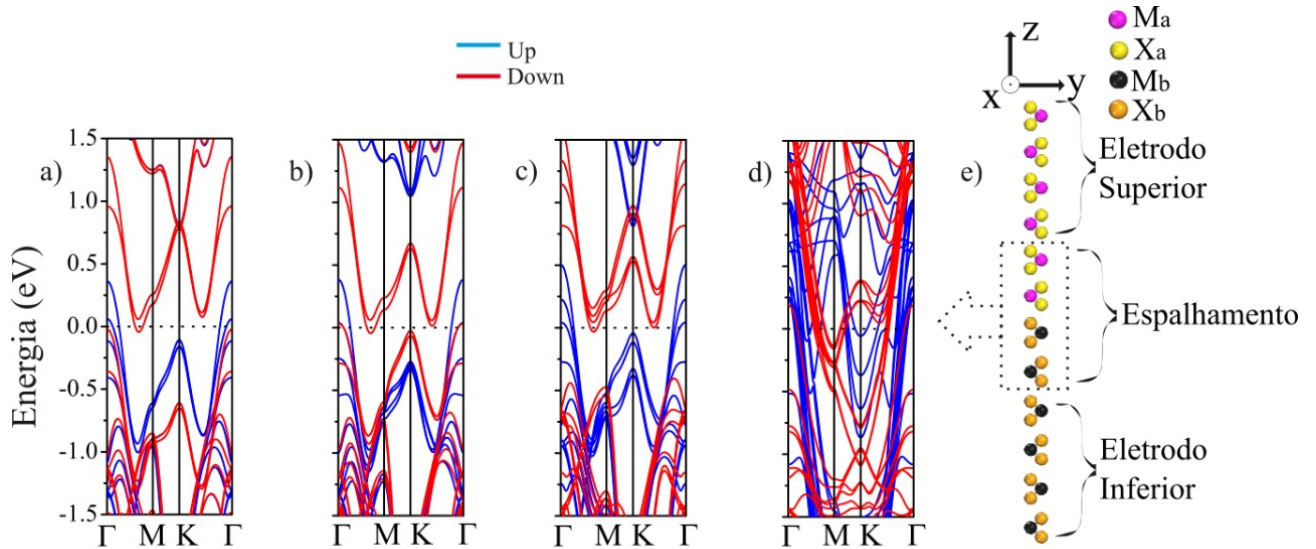 Up
Down
Energia (eV)
1.5
1.0
0.5
0.0
-0.5
-1.0
-1.5
a)
Γ M K Γ
b)
Γ M K Γ
c)
Γ M K Γ
d)
Γ M K Γ
e)
z
y
x
Ma
Xa
Mb
Xb
Eletrodo
Superior
Espalhamento
Eletrodo
Inferior